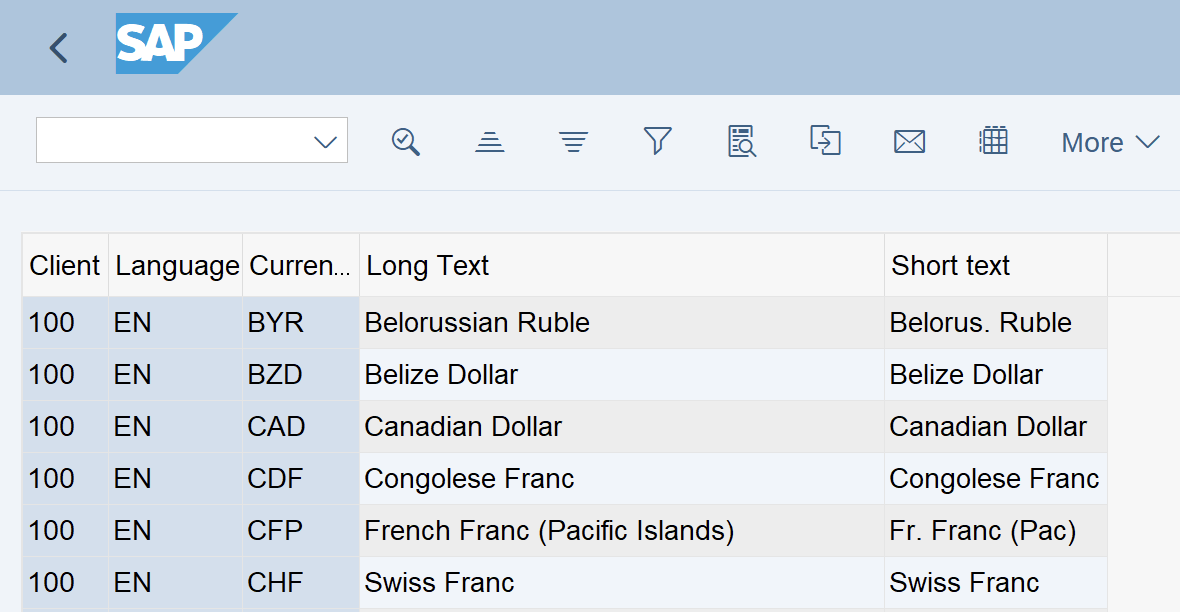 SAP
More
Client Language Curren... Long Text Short text
100 EN BYR Belorussian Ruble Belorus. Ruble
100 EN BZD Belize Dollar Belize Dollar
100 EN CAD Canadian Dollar Canadian Dollar
100 EN CDF Congolese Franc Congolese Franc
100 EN CFP French Franc (Pacific Islands) Fr. Franc (Pac)
100 EN CHF Swiss Franc Swiss Franc